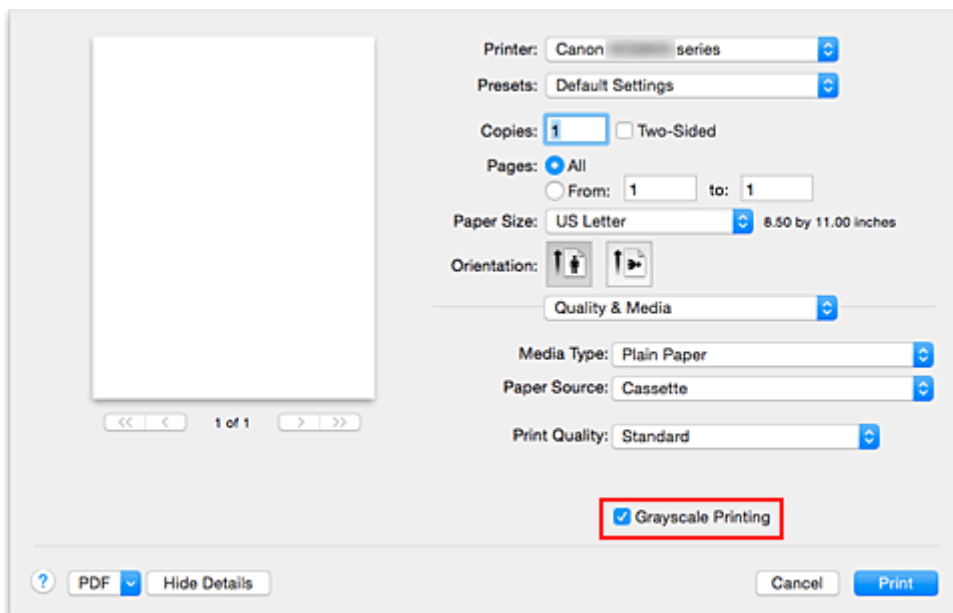 Printer: Canon series
Presets: Default Settings
Copies: 1 Two-Sided
Pages: All
From: 1 to: 1
Paper Size: US Letter 8.50 by 11.00 inches
Orientation:
Quality & Media
Media Type: Plain Paper
Paper Source: Cassette
<< < 1 of 1 > >>
Print Quality: Standard
Grayscale Printing
? PDF Hide Details Cancel Print